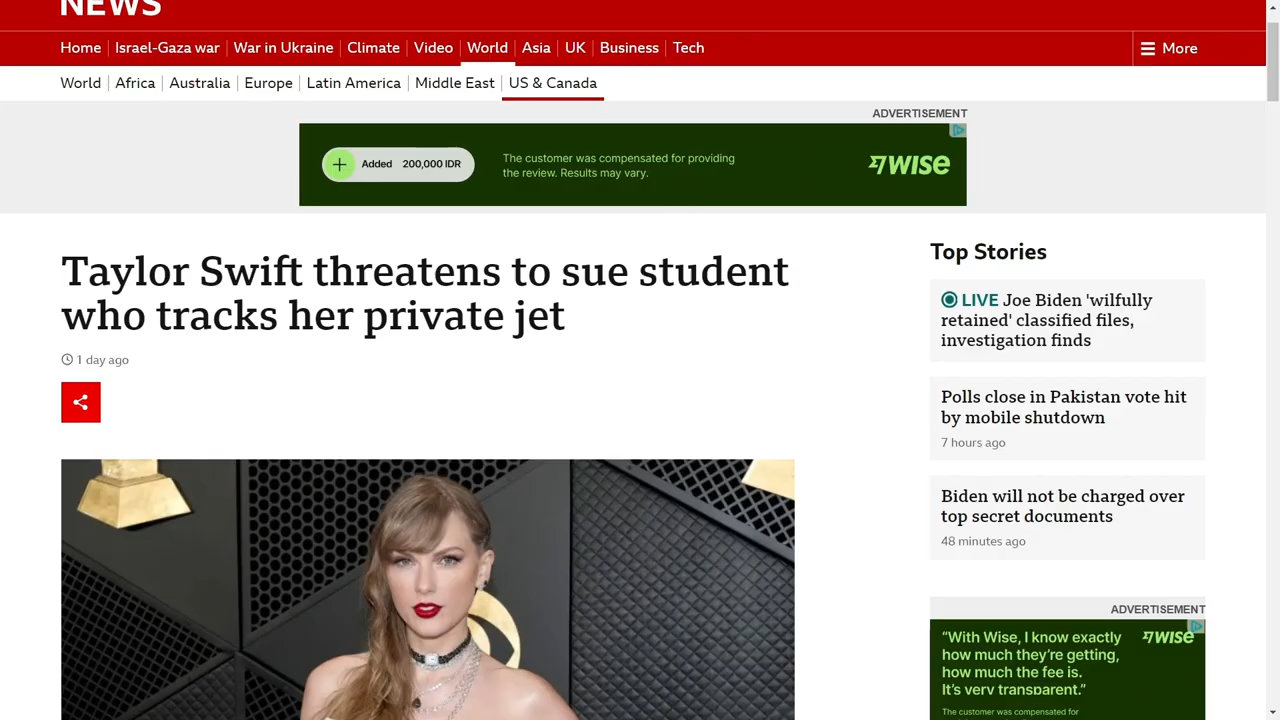 NEWS
Home
Israel-Gaza war
War in Ukraine
Climate
Video
World
Asia
UK
Business
Tech
More
World
Africa
Australia
Europe
Latin America
Middle East
US & Canada
ADVERTISEMENT
Added 200,000 IDR
The customer was compensated for providing
the review. Results may vary.
WISE
Taylor Swift threatens to sue student
who tracks her private jet
1 day ago
Top Stories
LIVE Joe Biden 'wilfully
retained' classified files,
investigation finds
Polls close in Pakistan vote hit
by mobile shutdown
7 hours ago
Biden will not be charged over
top secret documents
48 minutes ago
ADVERTISEMENT
“With Wise, I know exactly
how much they’re getting,
how much the fee is.
It’s very transparent.”
WISE
The customer was compensated for